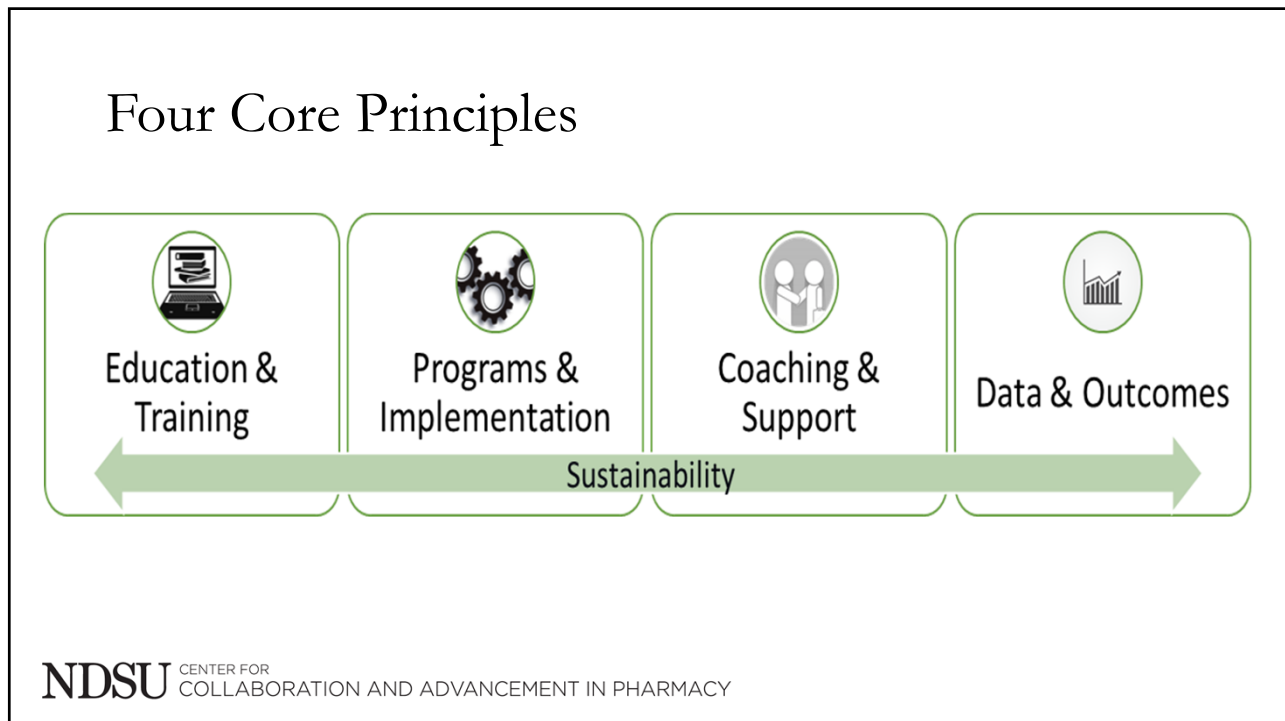 Four Core Principles
Education &
Training
Programs &
Implementation
Coaching &
Support
Data & Outcomes
Sustainability
NDSU CENTER FOR
COLLABORATION AND ADVANCEMENT IN PHARMACY